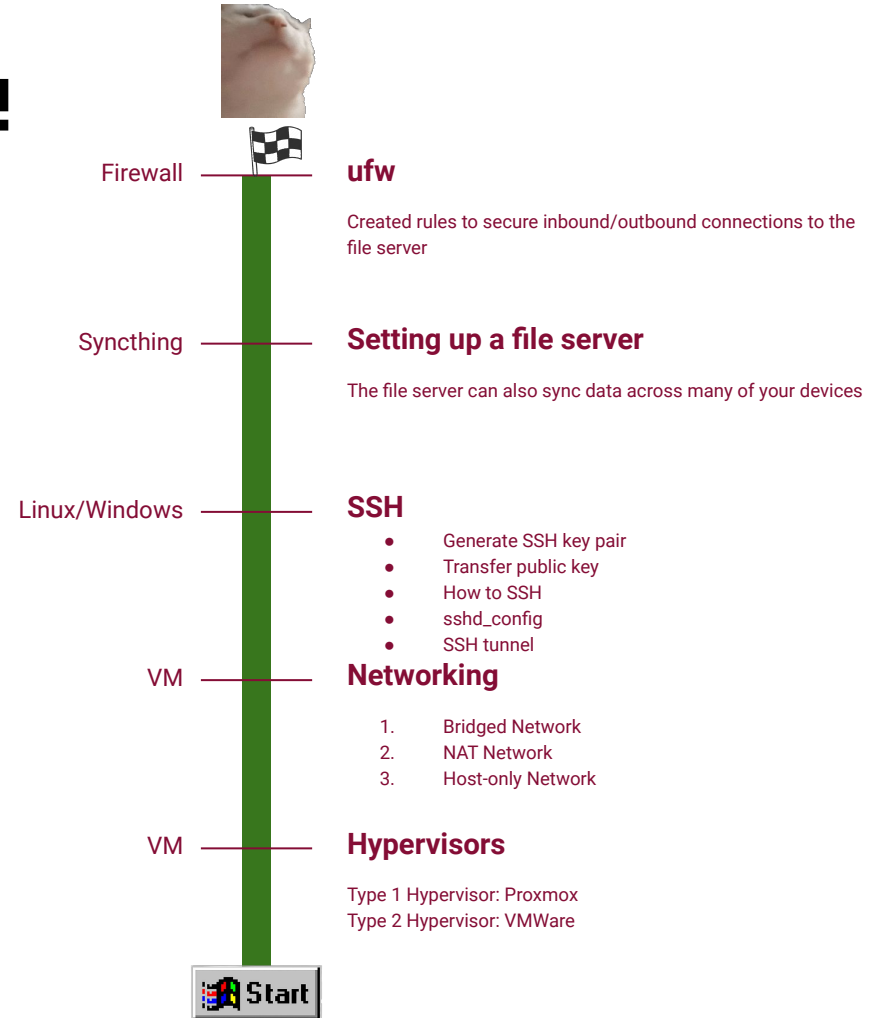 !
Firewall
ufw
Created rules to secure inbound/outbound connections to the
file server
Syncthing
Setting up a file server
The file server can also sync data across many of your devices
Linux/Windows
SSH
● Generate SSH key pair
● Transfer public key
● How to SSH
● sshd_config
● SSH tunnel
VM
Networking
1. Bridged Network
2. NAT Network
3. Host-only Network
VM
Hypervisors
Type 1 Hypervisor: Proxmox
Type 2 Hypervisor: VMWare
Start